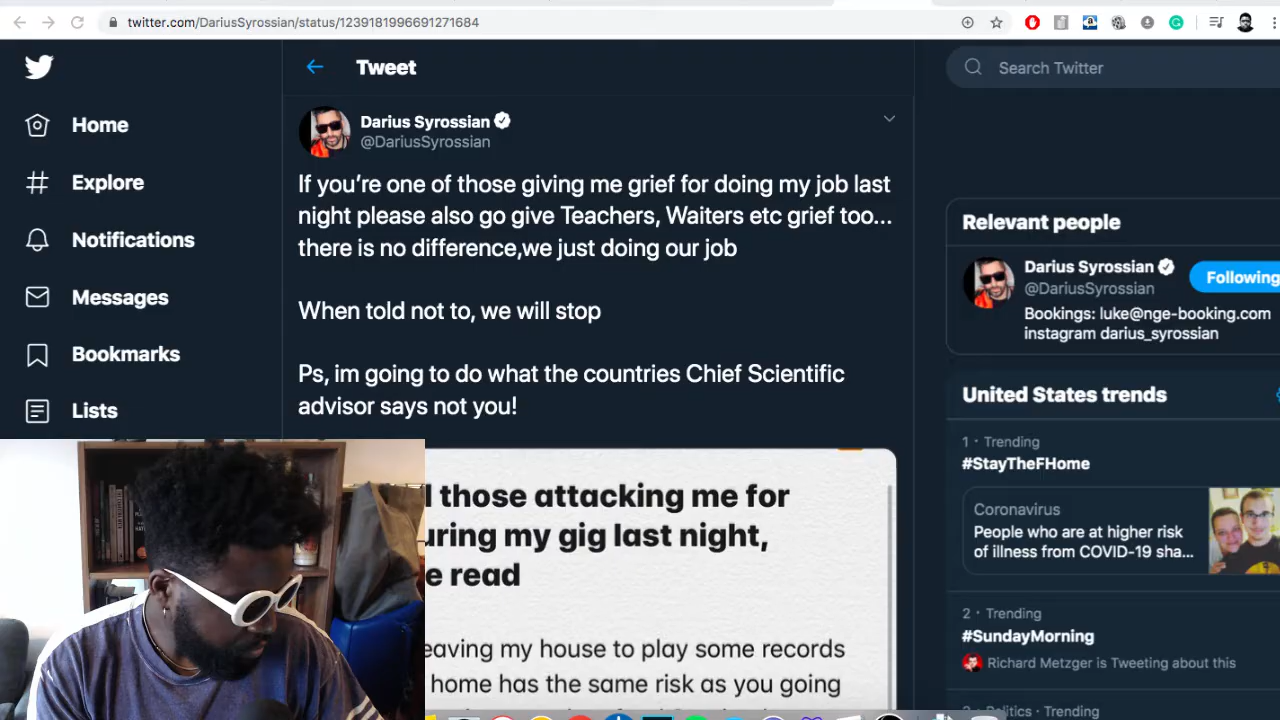 twitter.com/DariusSyrossian/status/1239181996691271684
Tweet
Search Twitter
Home
Explore
Notifications
Messages
Bookmarks
Lists
Darius Syrossian
@DariusSyrossian
If you’re one of those giving me grief for doing my job last
night please also go give Teachers, Waiters etc grief too...
there is no difference,we just doing our job
When told not to, we will stop
Ps, im going to do what the countries Chief Scientific
advisor says not you!
those attacking me for
uring my gig last night,
e read
eaving my house to play some records
home has the same risk as you going
Relevant people
Darius Syrossian
@DariusSyrossian
Following
Bookings: luke@nge-booking.com
instagram darius_syrossian
United States trends
1 · Trending
#StayTheFHome
Coronavirus
People who are at higher risk
of illness from COVID-19 sha...
2 · Trending
#SundayMorning
Richard Metzger is Tweeting about this
3 · Politics · Trending